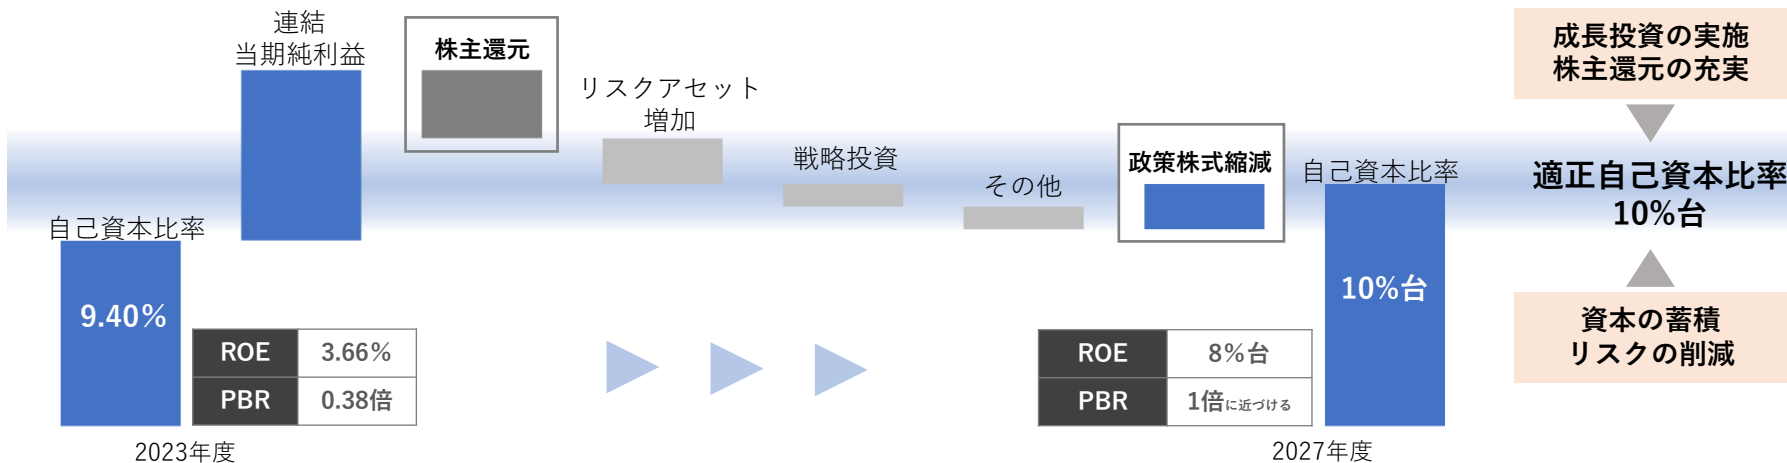 連結
当期純利益
株主還元
リスクアセット
増加
戦略投資
その他
政策株式縮減
自己資本比率
自己資本比率
9.40%
ROE 3.66%
PBR 0.38倍
2023年度
ROE 8%台
PBR 1倍に近づける
10%台
2027年度
成長投資の実施
株主還元の充実
適正自己資本比率
10%台
資本の蓄積
リスクの削減